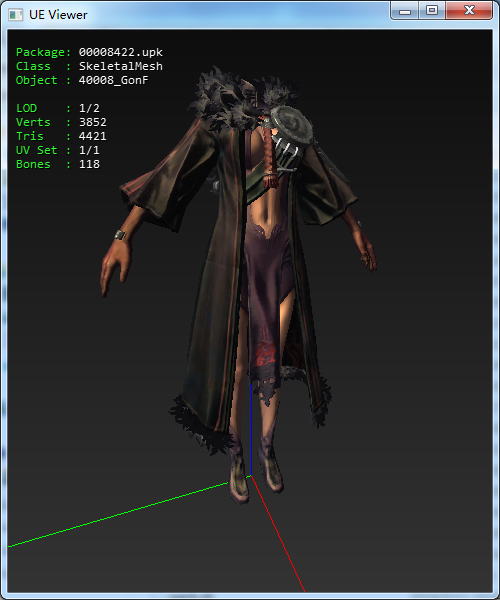 UE Viewer
Package: 00008422.upk
Class : SkeletalMesh
Object : 40008_GonF
LOD : 1/2
Verts : 3852
Tris : 4421
UV Set : 1/1
Bones : 118